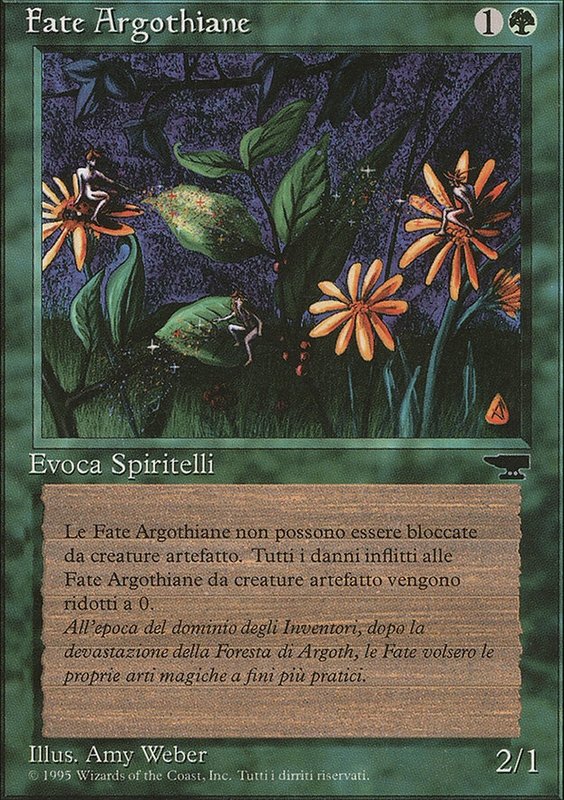 Fate Argothiane
1
Evoca Spiritelli
Le Fate Argothiane non possono essere bloccate
da creature artefatto. Tutti i danni inflitti alle
Fate Argothiane da creature artefatto vengono
ridotti a 0.
All'epoca del dominio degli Inventori, dopo la
devastazione della Foresta di Argoth, le Fate volsero le
proprie arti magiche a fini più pratici.
Illus. Amy Weber
2/1
© 1995 Wizards of the Coast, Inc. Tutti i dirriti riservati.